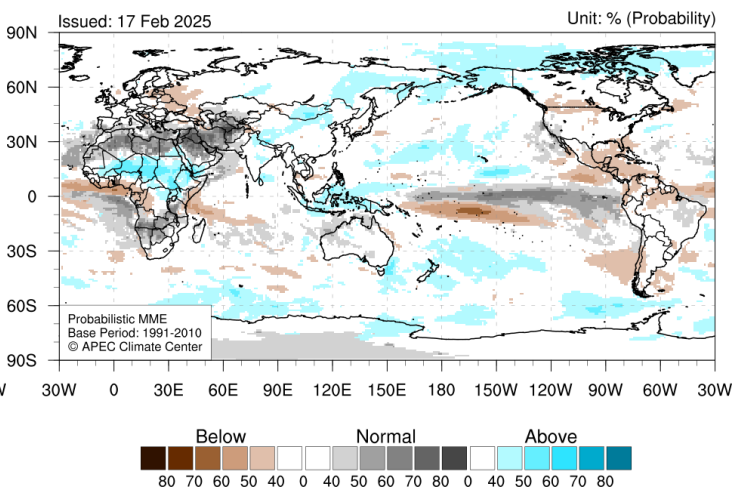 Issued: 17 Feb 2025
Unit: % (Probability)
90N
60N
30N
0
30S
60S
90S
Probabilistic MME
Base Period: 1991-2010
© APEC Climate Center
W 30W 0 30E 60E 90E 120E 150E 180 150W 120W 90W 60W 30W
Below Normal Above
80 70 60 50 40 0 40 50 60 70 80 0 40 50 60 70 80